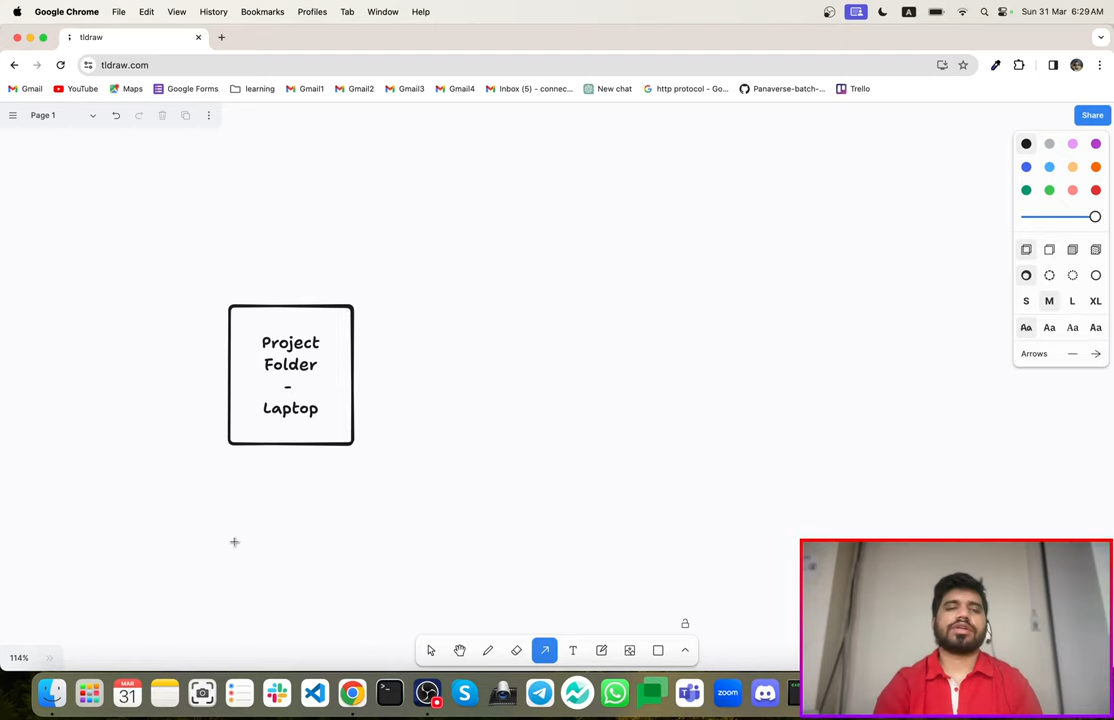 Google Chrome File Edit View History Bookmarks Profiles Tab Window Help A Sun 31 Mar 6:29 AM
tldraw
tldraw.com
Gmail YouTube Maps Google Forms learning Gmail1 Gmail2 Gmail3 Gmail4 Inbox (5) - connec... New chat http protocol - Go... Panaverse-batch-... Trello
Page 1
Share
Project
Folder
-
Laptop
S M L XL
Aa Aa Aa Aa
Arrows
T
114%
MAR
31
zoom